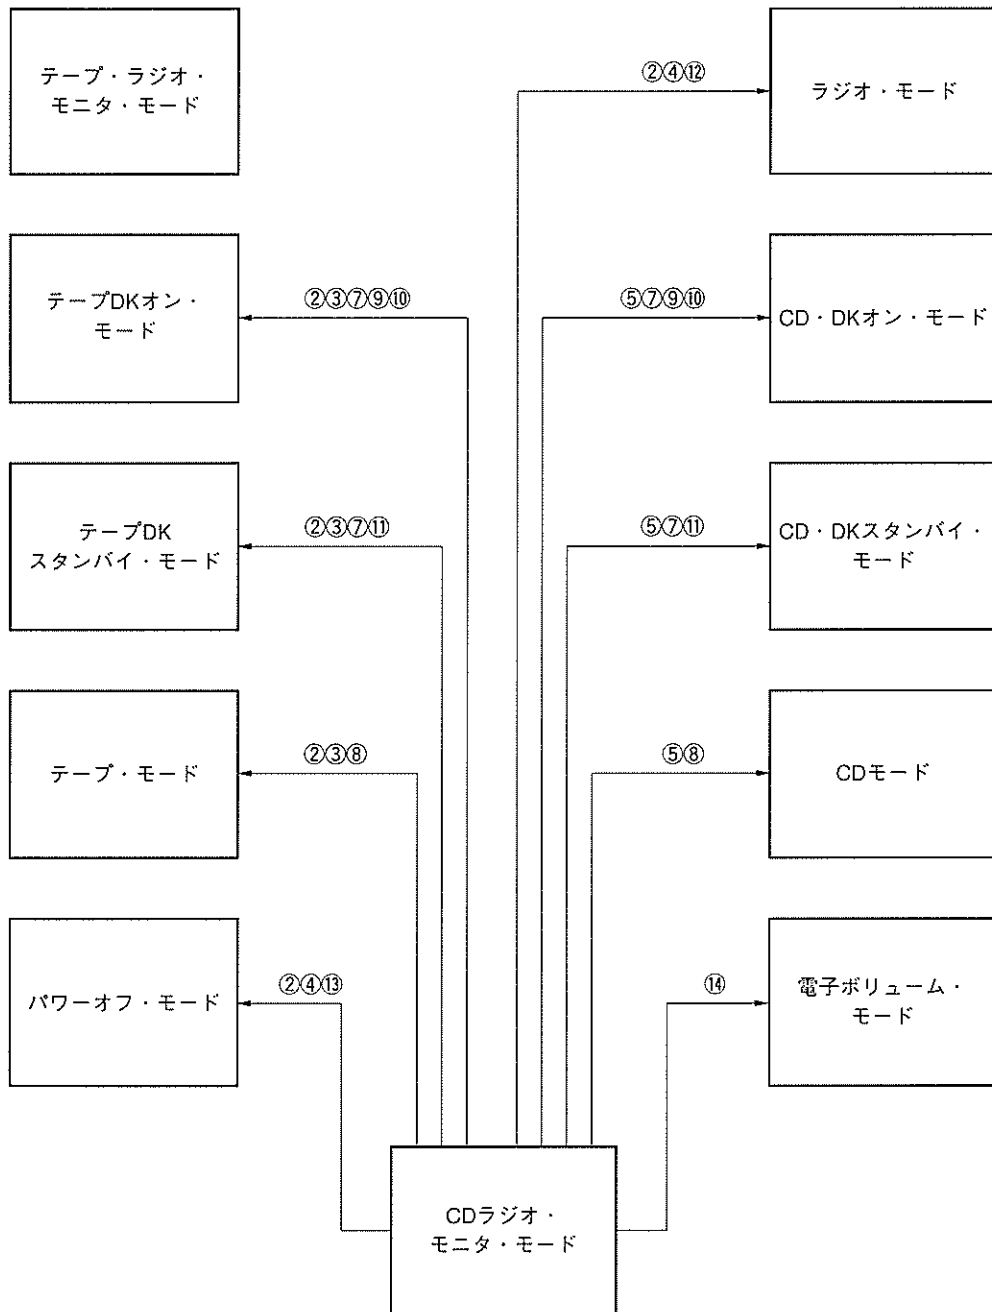 テープ・ラジオ・
モニタ・モード
②④⑫
ラジオ・モード
テープDKオン・
モード
②③⑦⑨⑩
⑤⑦⑨⑩
CD・DKオン・モード
テープDK
スタンバイ・モード
②③⑦⑪
⑤⑦⑪
CD・DKスタンバイ・
モード
テープ・モード
②③⑧
⑤⑧
CDモード
パワーオフ・モード
②④⑬
⑭
電子ボリューム・
モード
CDラジオ・
モニタ・モード